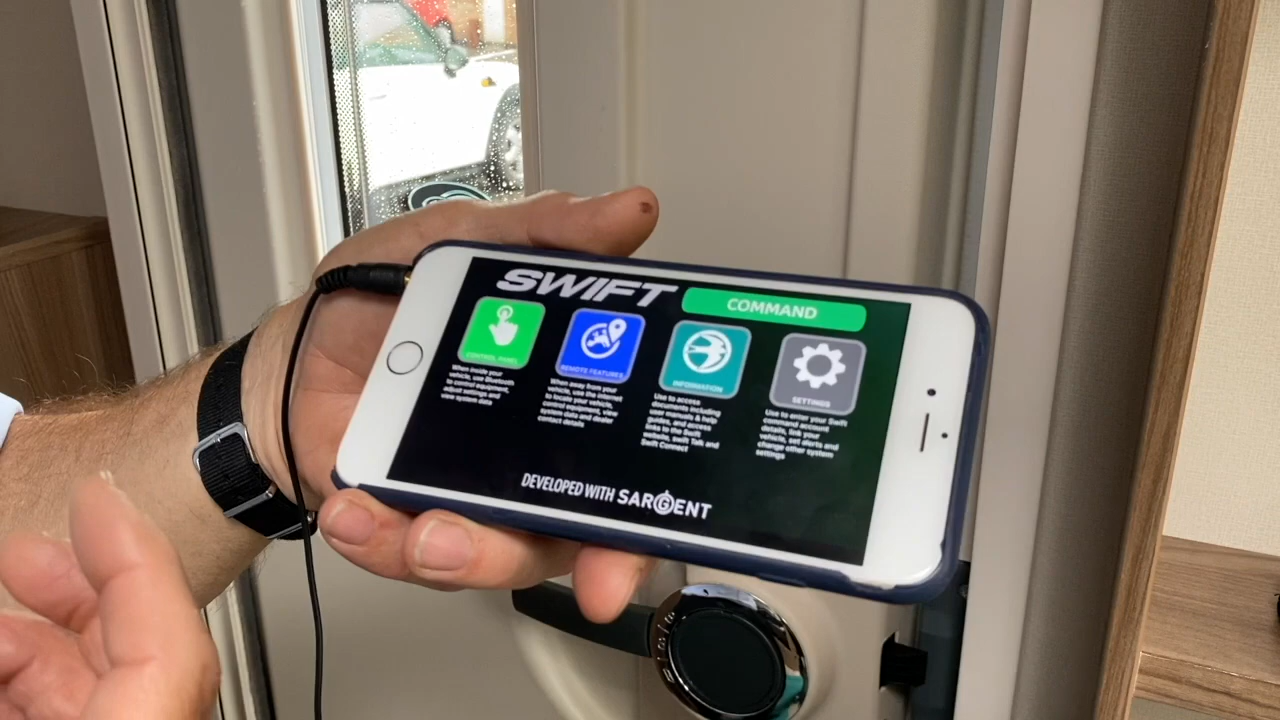 SWIFT
COMMAND
CONTROL PANEL
When inside your
vehicle, use Bluetooth
to control equipment,
adjust settings and
view system data
REMOTE FEATURES
When away from your
vehicle, use the internet
to locate your vehicle,
control equipment, view
system data and dealer
contact details
INFORMATION
Use to access
documents including
user manuals & help
guides, and access
links to the Swift
website, swift Talk and
Swift Connect
SETTINGS
Use to enter your Swift
command account
details, link your
vehicle, set alerts and
change other system
settings
DEVELOPED WITH SARGENT